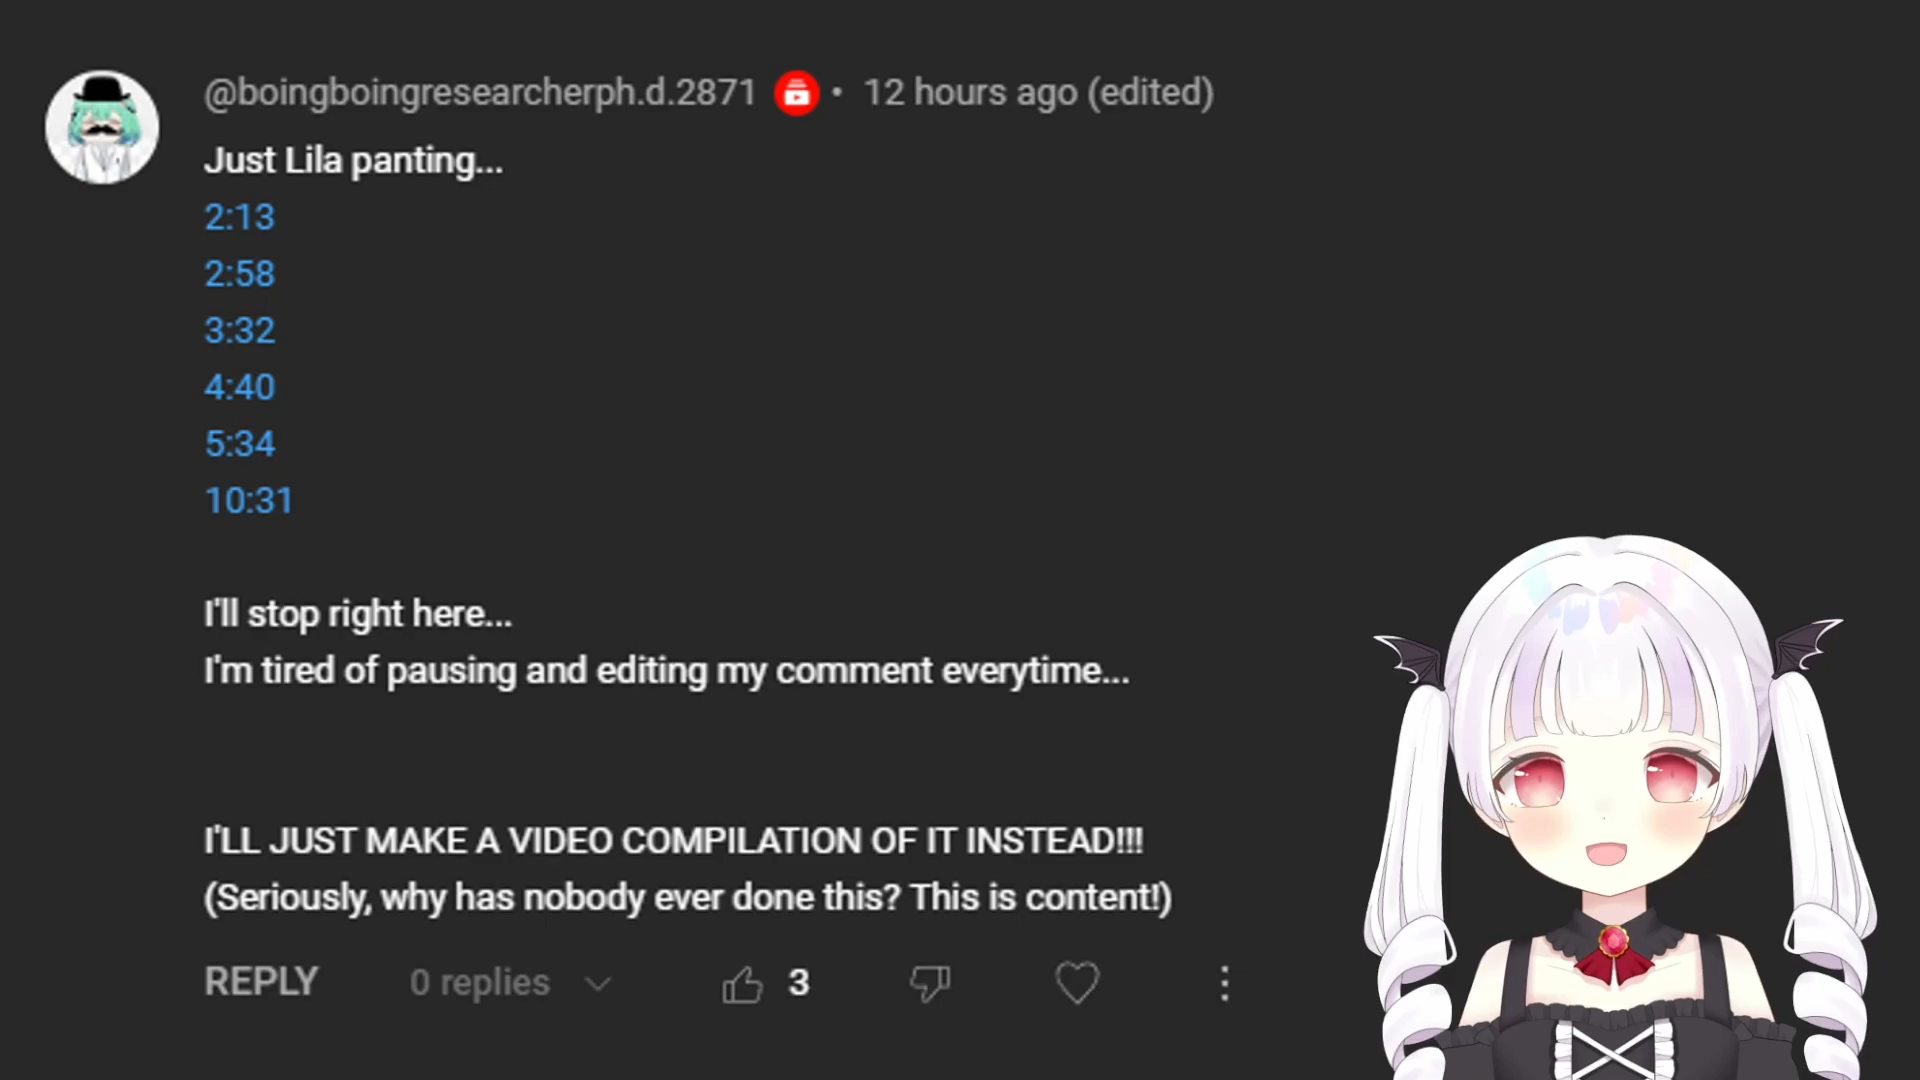 @boingboingresearcherph.d.2871 • 12 hours ago (edited)
Just Lila panting...
2:13
2:58
3:32
4:40
5:34
10:31
I'll stop right here...
I'm tired of pausing and editing my comment everytime...
I'LL JUST MAKE A VIDEO COMPILATION OF IT INSTEAD!!!
(Seriously, why has nobody ever done this? This is content!)
REPLY 0 replies 3